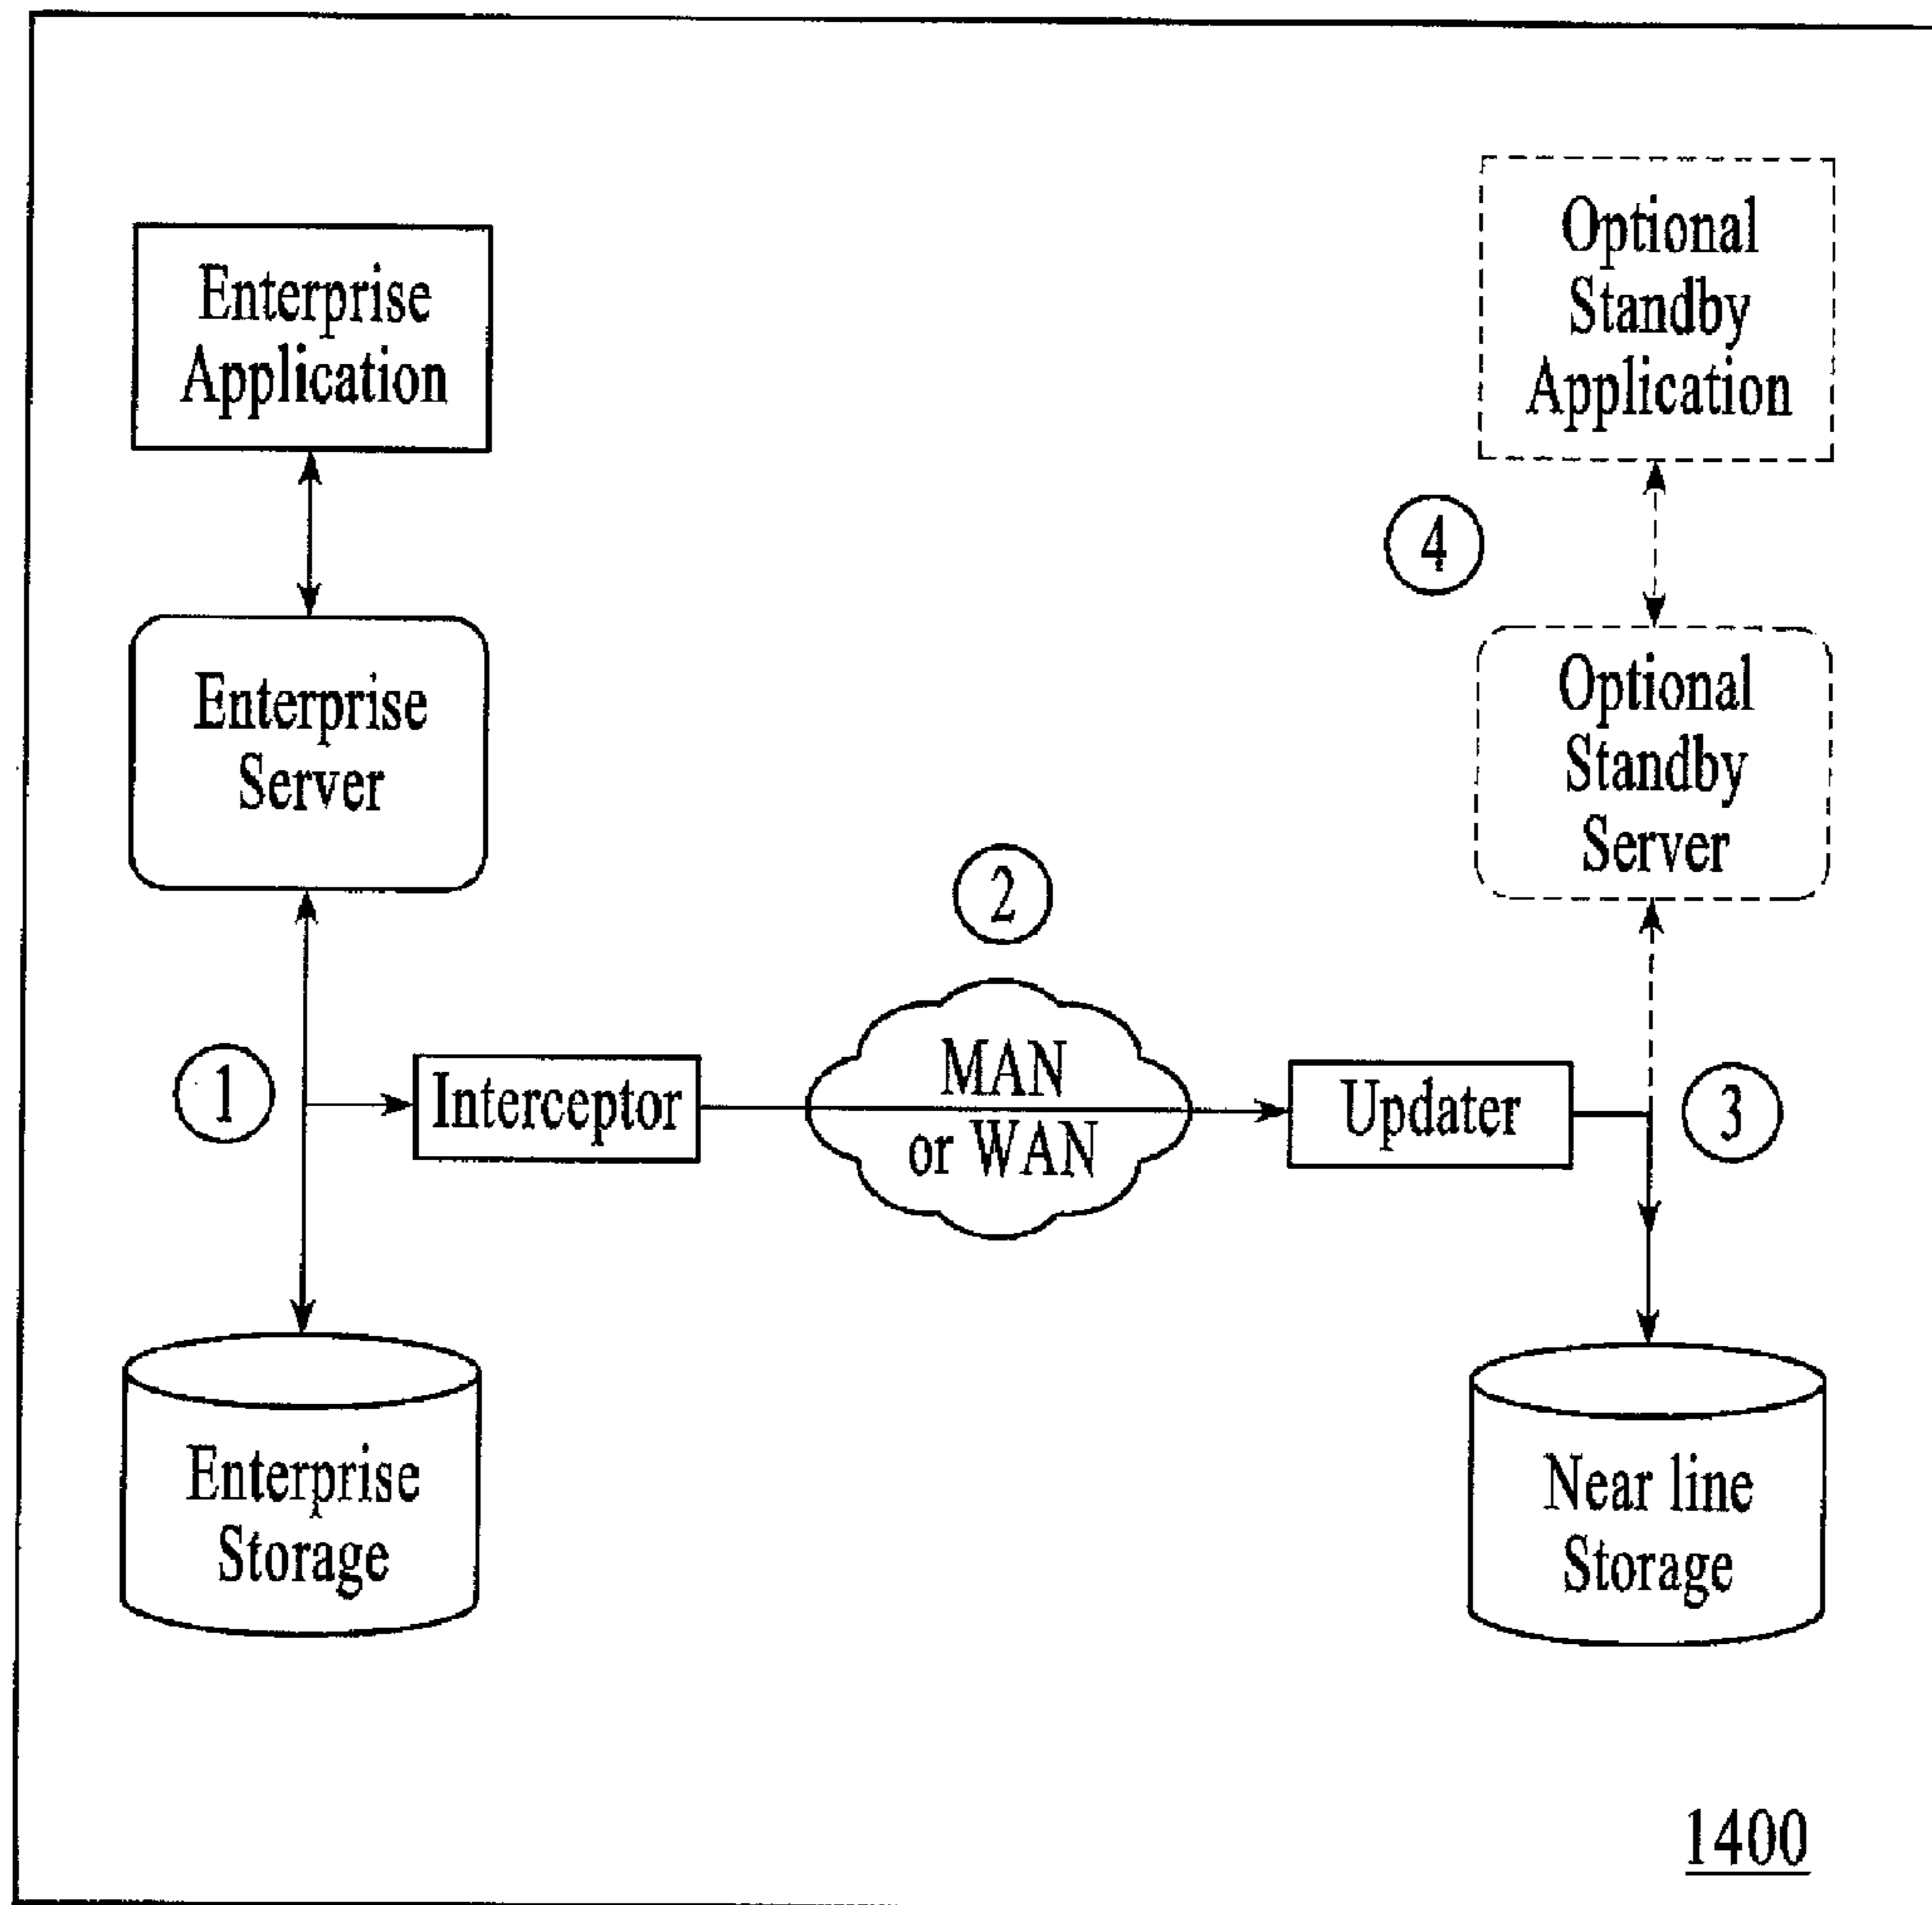 Enterprise
Application
Optional
Standby
Application
4
Enterprise
Server
Optional
Standby
Server
2
1
Interceptor
MAN
or WAN
Updater
3
Enterprise
Storage
Near line
Storage
1400